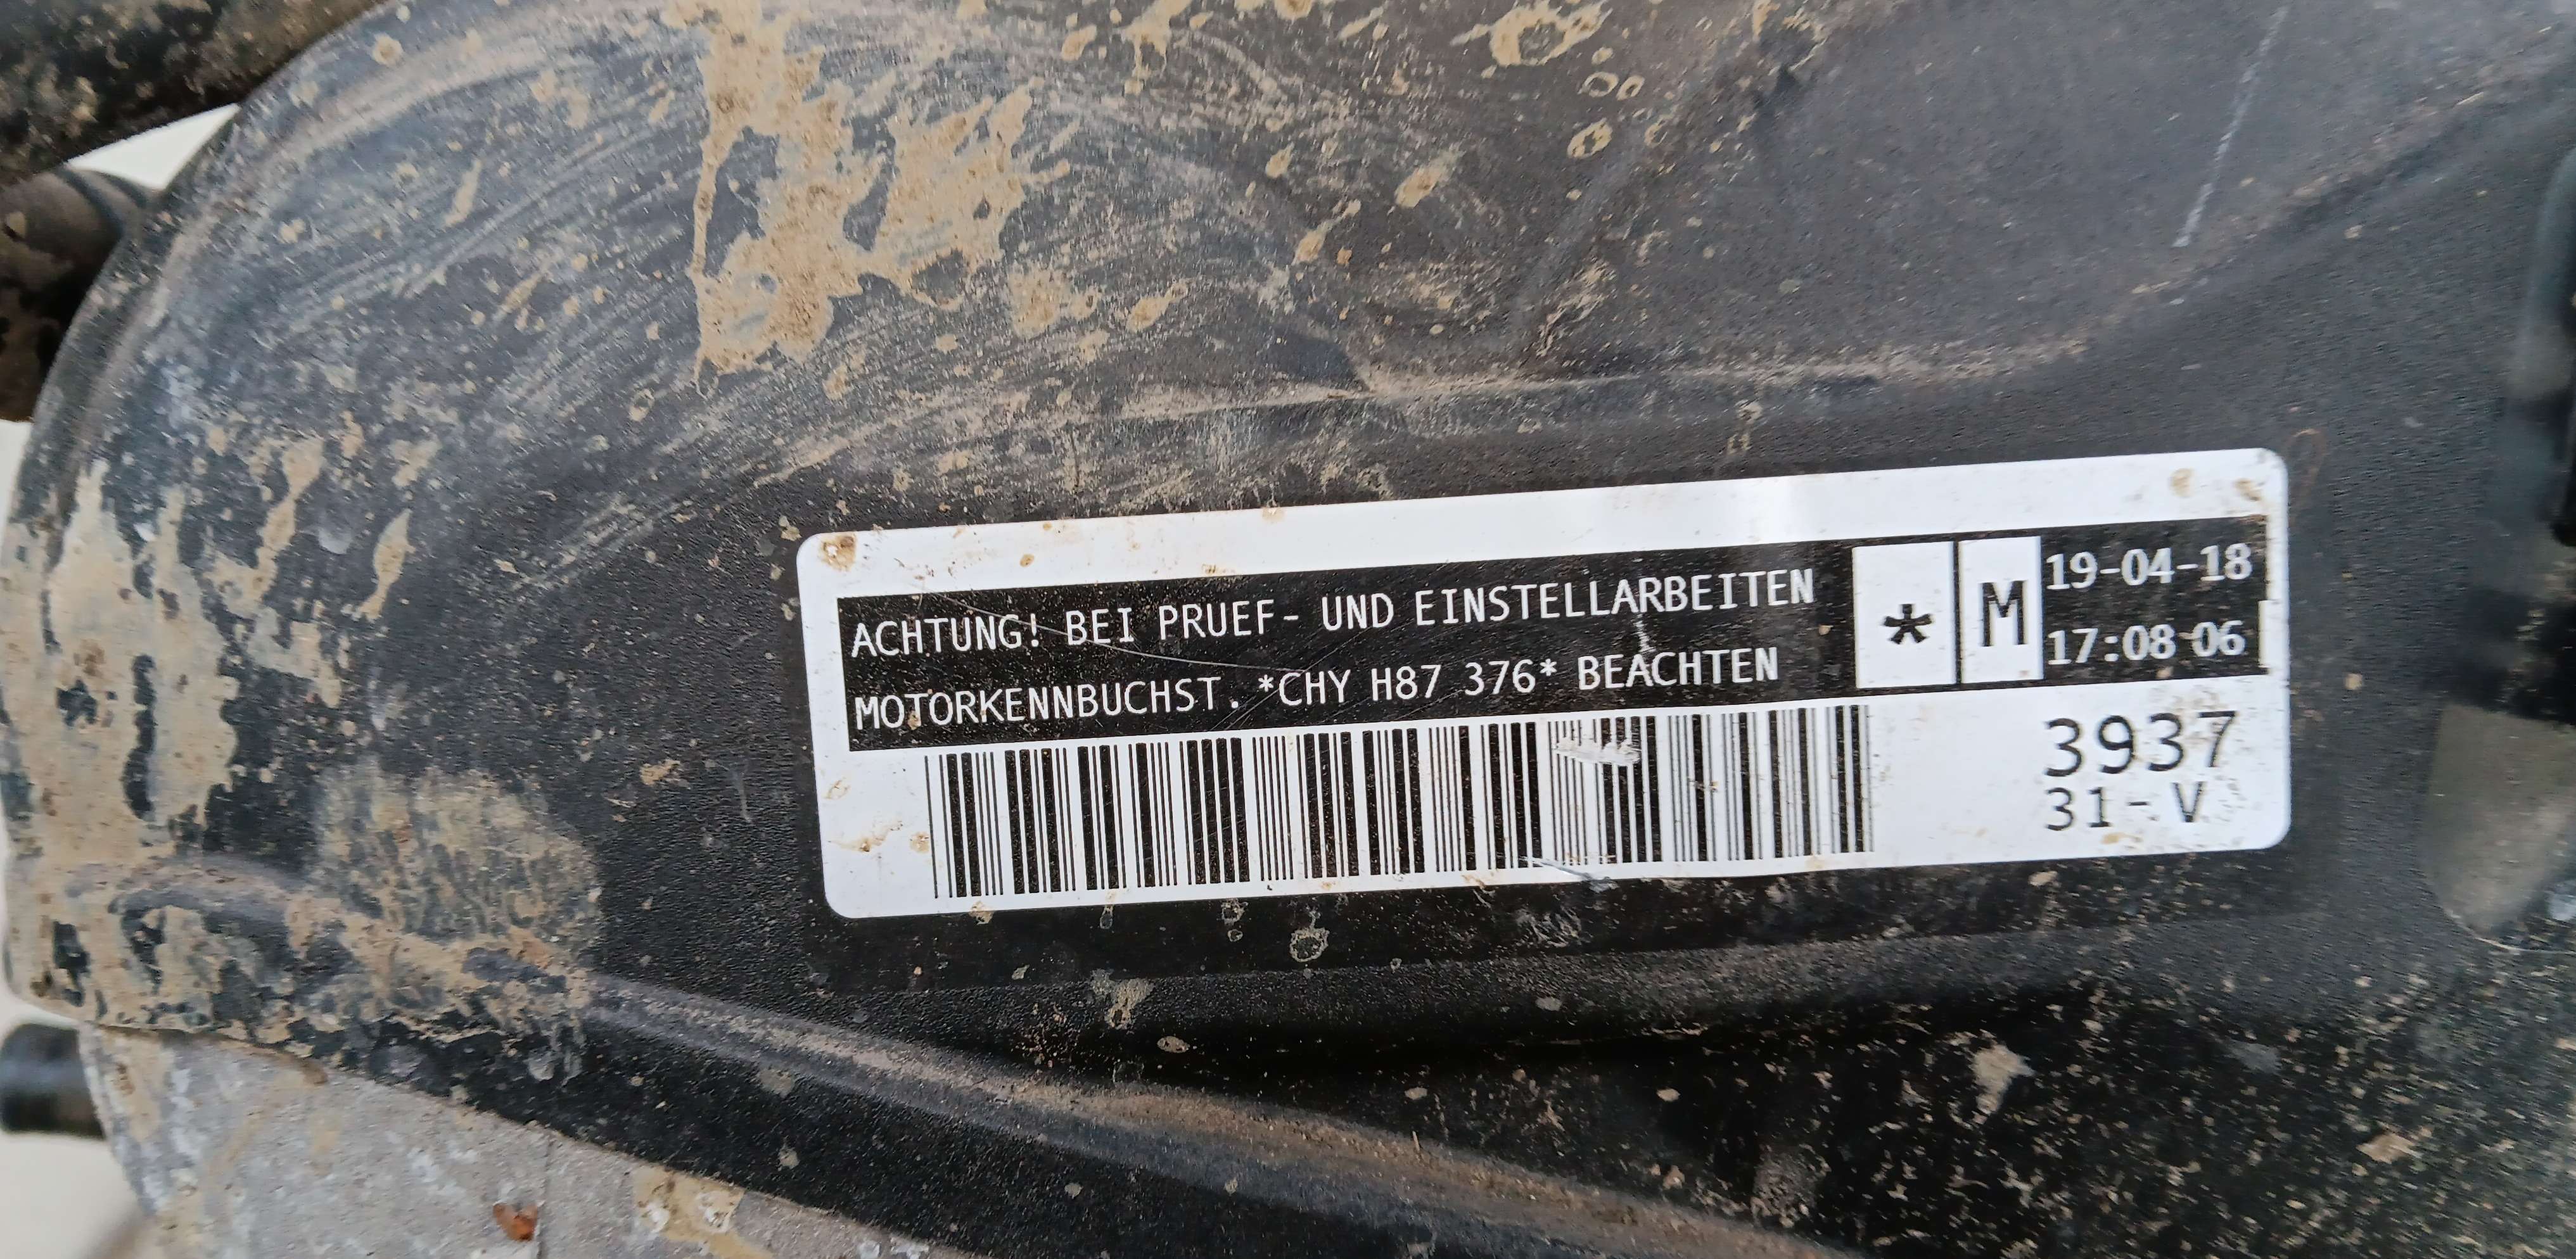 ACHTUNG! BEI PRUEF- UND EINSTELLARBEITEN
MOTORKENNBUCHST. *CHY H87 376* BEACHTEN
*
M
19-04-18
17:08 06
3937
31-V